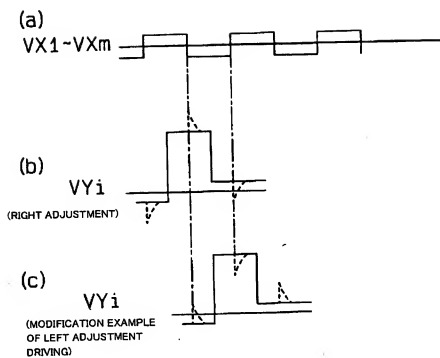 (a)
VX1~VXm
(b)
VYi
(RIGHT ADJUSTMENT)
(c)
VYi
(MODIFICATION EXAMPLE
OF LEFT ADJUSTMENT
DRIVING)